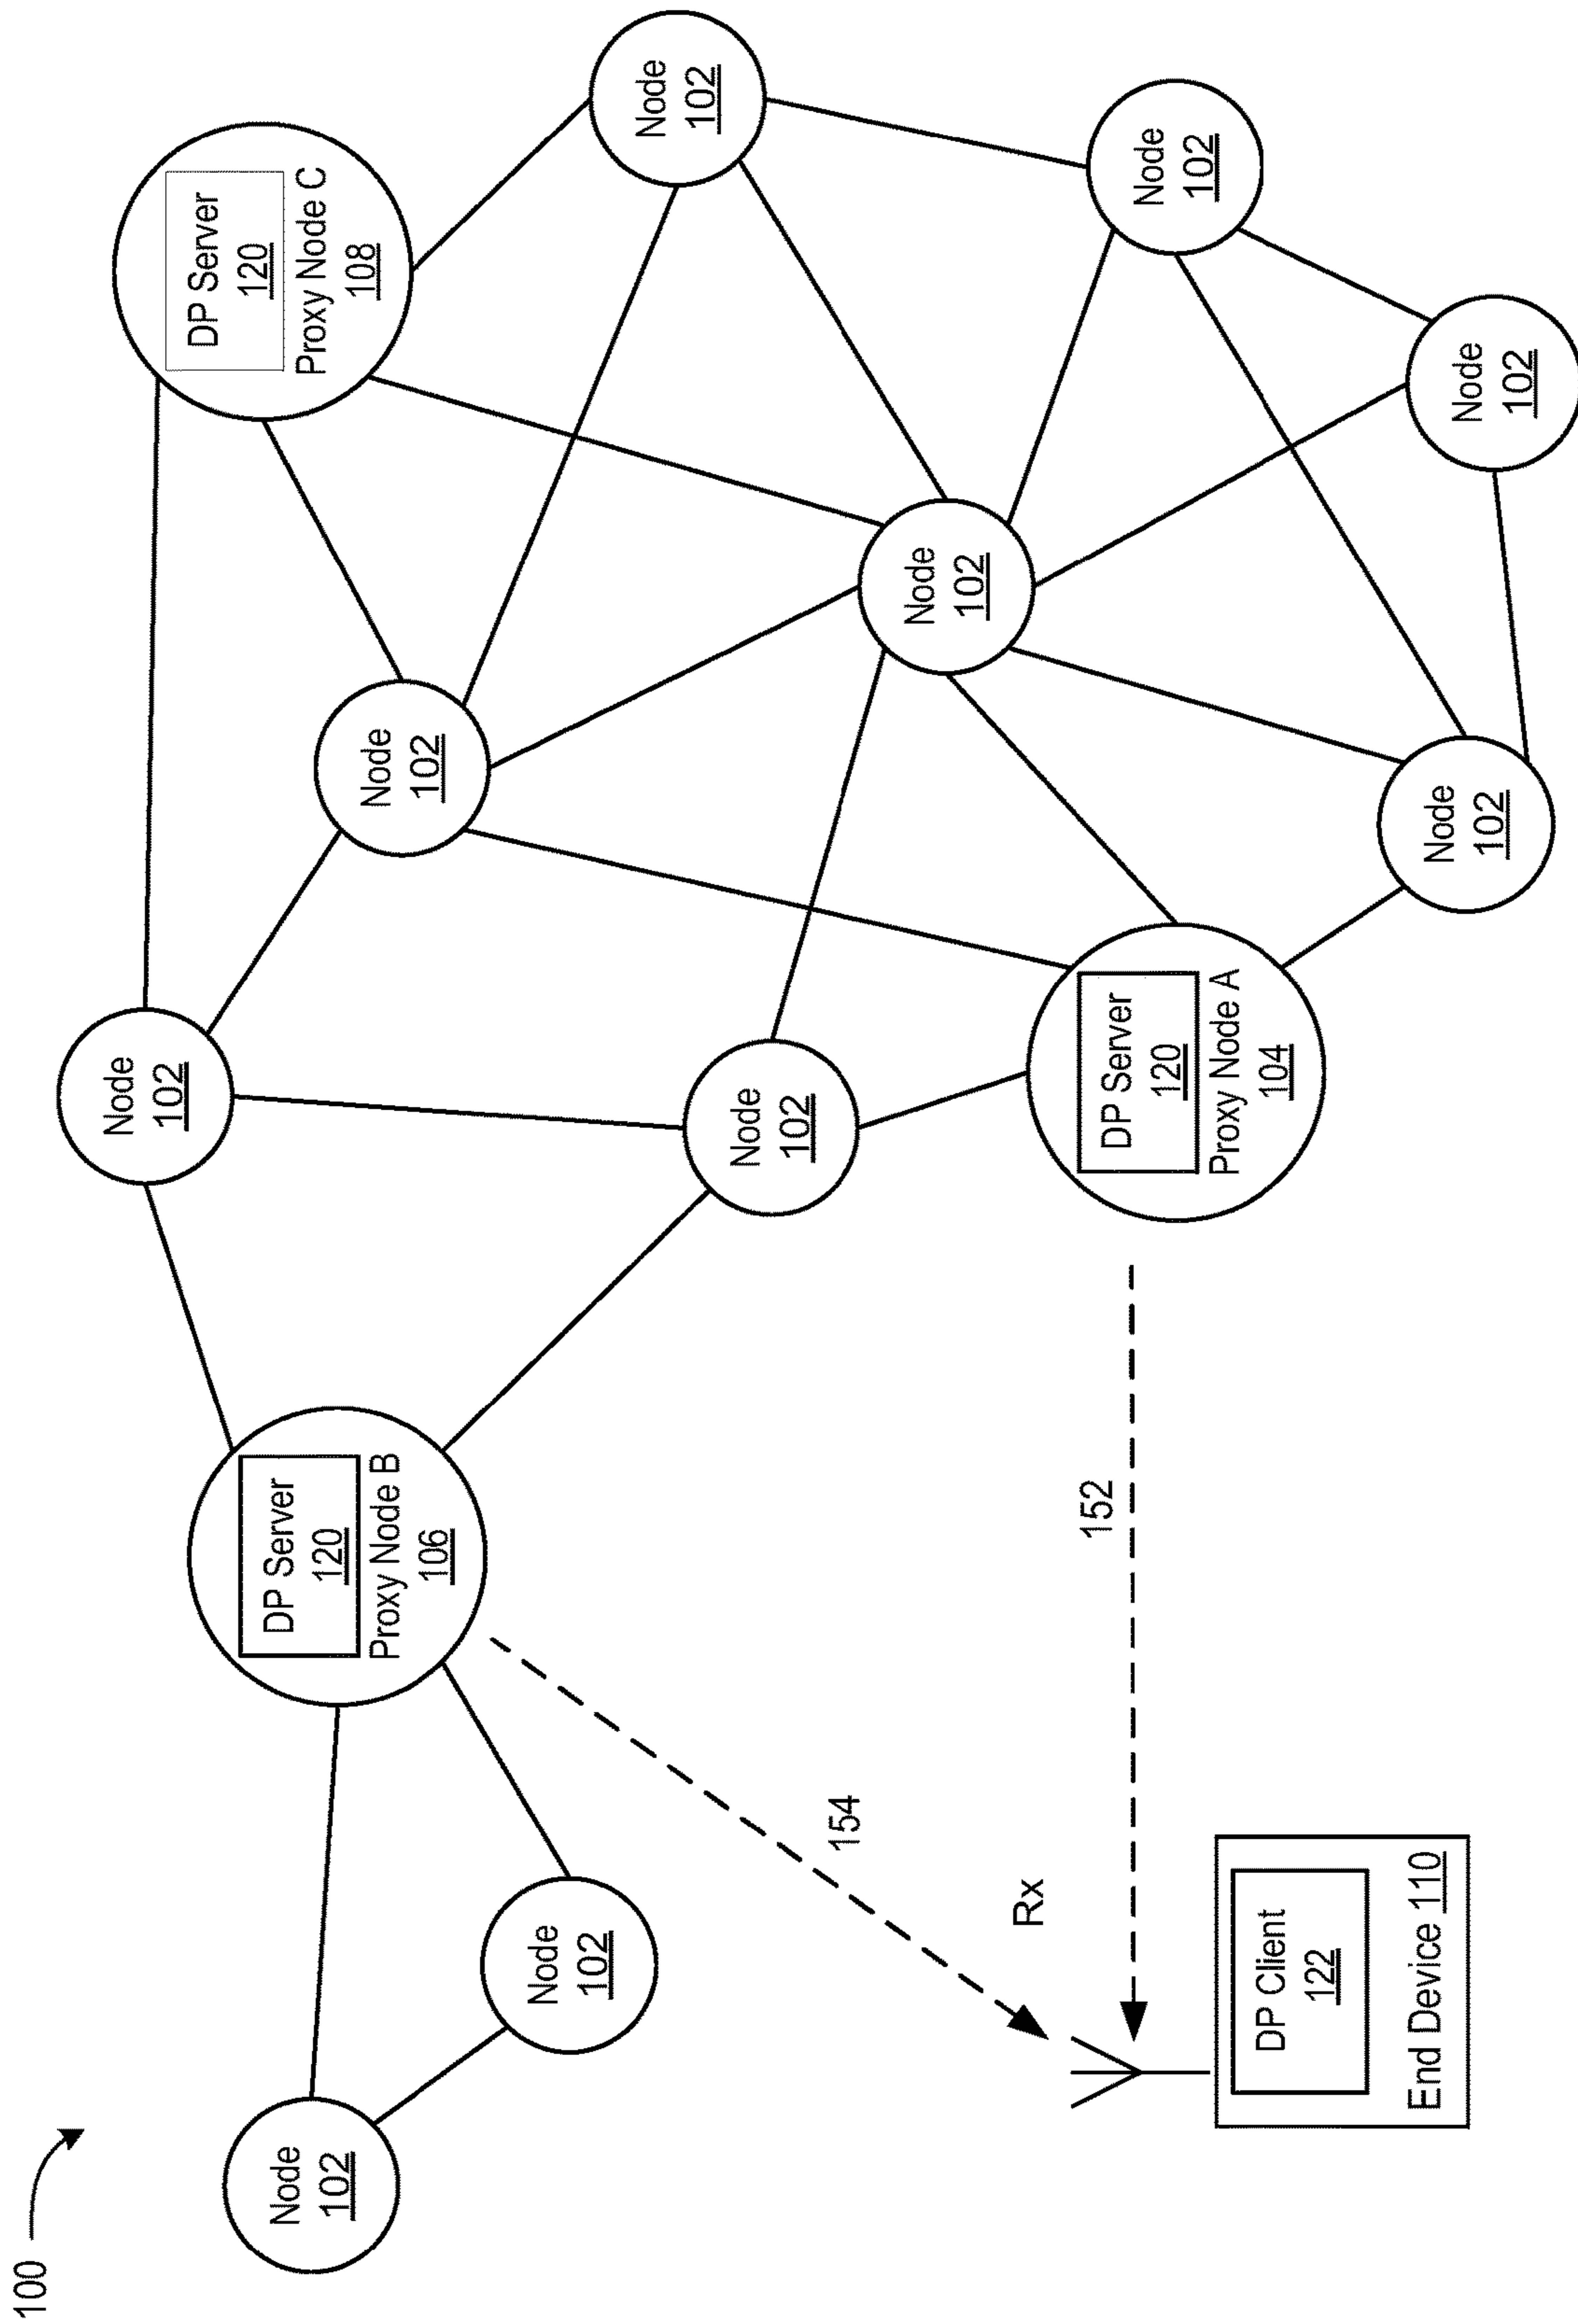 100
Node
102
Node
102
DP Server
120
Proxy Node B
106
Node
102
Node
102
Node
102
DP Server
120
Proxy Node C
108
Node
102
Node
102
Node
102
Node
102
Node
102
DP Server
120
Proxy Node A
104
154
152
Rx
DP Client
122
End Device 110